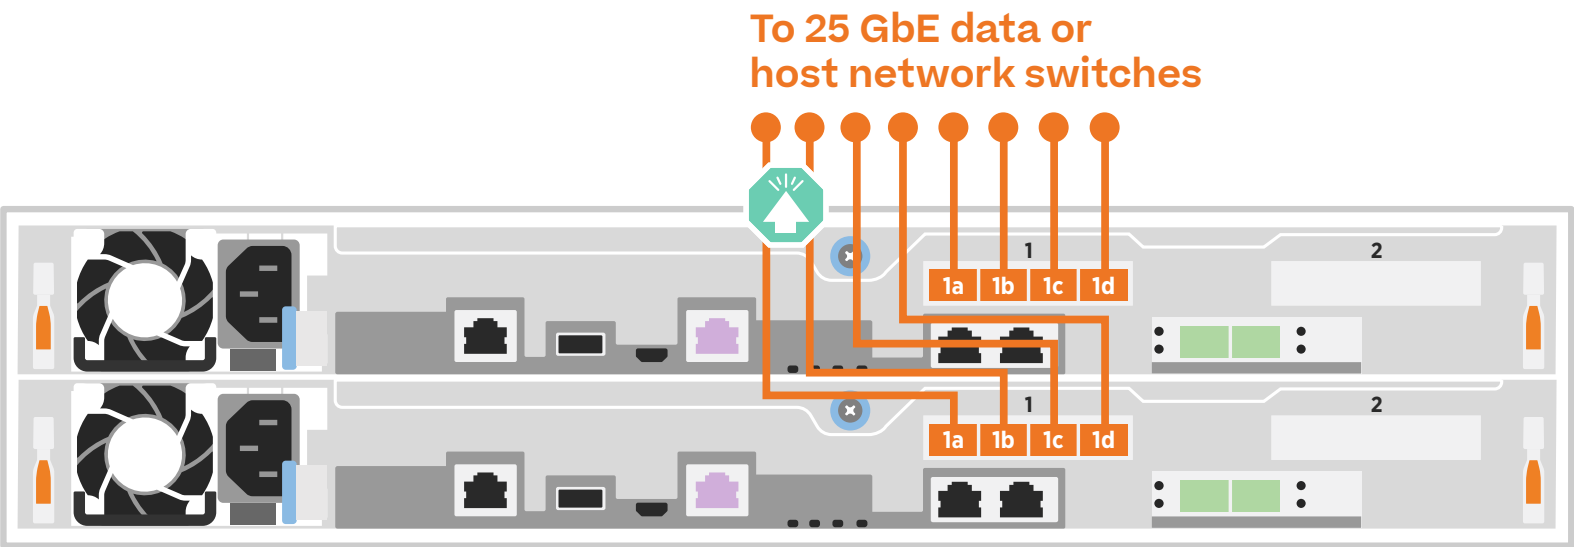 To 25 GbE data or
host network switches
1 2
1a 1b 1c 1d
1 2
1a 1b 1c 1d